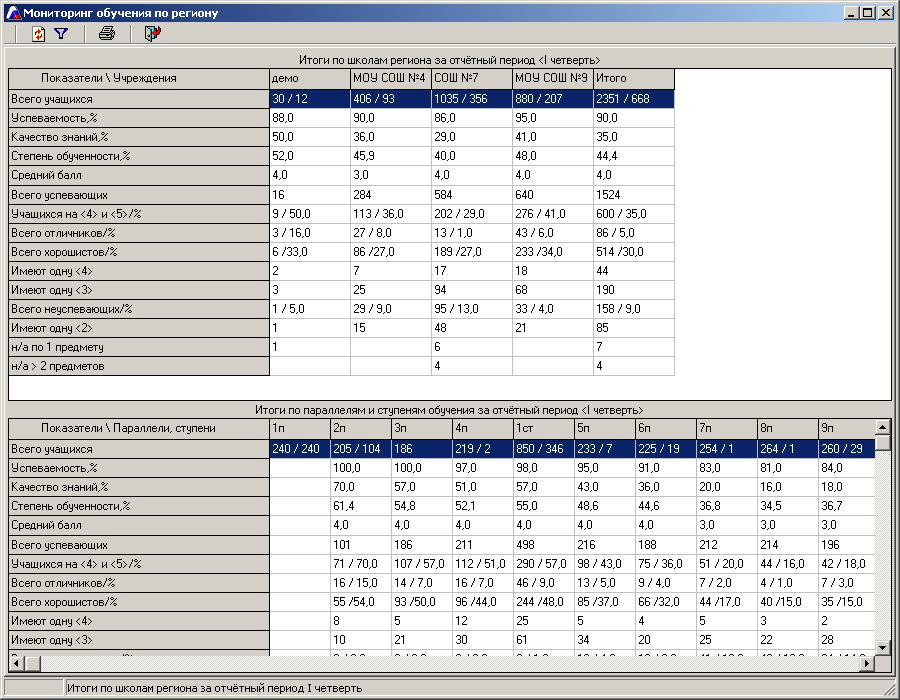 Мониторинг обучения по региону
Итоги по школам региона за отчётный период <I четверть>
Показатели \ Учреждения демо МОУ СОШ №4 СОШ №7 МОУ СОШ №9 Итого
Всего учащихся 30 / 12 406 / 93 1035 / 356 880 / 207 2351 / 668
Успеваемость,% 88,0 90,0 86,0 95,0 90,0
Качество знаний,% 50,0 36,0 29,0 41,0 35,0
Степень обученности,% 52,0 45,9 40,0 48,0 44,4
Средний балл 4,0 3,0 4,0 4,0 4,0
Всего успевающих 16 284 584 640 1524
Учащихся на <4> и <5>/% 9 / 50,0 113 / 36,0 202 / 29,0 276 / 41,0 600 / 35,0
Всего отличников/% 3 / 16,0 27 / 8,0 13 / 1,0 43 / 6,0 86 / 5,0
Всего хорошистов/% 6 /33,0 86 /27,0 189 /27,0 233 /34,0 514 /30,0
Имеют одну <4> 2 7 17 18 44
Имеют одну <3> 3 25 94 68 190
Всего неуспевающих/% 1 / 5,0 29 / 9,0 95 / 13,0 33 / 4,0 158 / 9,0
Имеют одну <2> 1 15 48 21 85
н/а по 1 предмету 1 6 7
н/а > 2 предметов 4 4
Итоги по параллелям и ступеням обучения за отчётный период <I четверть>
Показатели \ Параллели, ступени 1п 2п 3п 4п 1ст 5п 6п 7п 8п 9п
Всего учащихся 240 / 240 205 / 104 186 219 / 2 850 / 346 233 / 7 225 / 19 254 / 1 264 / 1 260 / 29
Успеваемость,% 100,0 100,0 97,0 98,0 95,0 91,0 83,0 81,0 84,0
Качество знаний,% 70,0 57,0 51,0 57,0 43,0 36,0 20,0 16,0 18,0
Степень обученности,% 61,4 54,8 52,1 55,0 48,6 44,6 36,8 34,5 36,7
Средний балл 4,0 4,0 4,0 4,0 4,0 4,0 3,0 3,0 3,0
Всего успевающих 101 186 211 498 216 188 212 214 196
Учащихся на <4> и <5>/% 71 / 70,0 107 / 57,0 112 / 51,0 290 / 57,0 98 / 43,0 75 / 36,0 51 / 20,0 44 / 16,0 42 / 18,0
Всего отличников/% 16 / 15,0 14 / 7,0 16 / 7,0 46 / 9,0 13 / 5,0 9 / 4,0 7 / 2,0 4 / 1,0 7 / 3,0
Всего хорошистов/% 55 /54,0 93 /50,0 96 /44,0 244 /48,0 85 /37,0 66 /32,0 44 /17,0 40 /15,0 35 /15,0
Имеют одну <4> 8 5 12 25 5 4 5 3 2
Имеют одну <3> 10 21 30 61 34 20 25 22 28
Итоги по школам региона за отчётный период I четверть